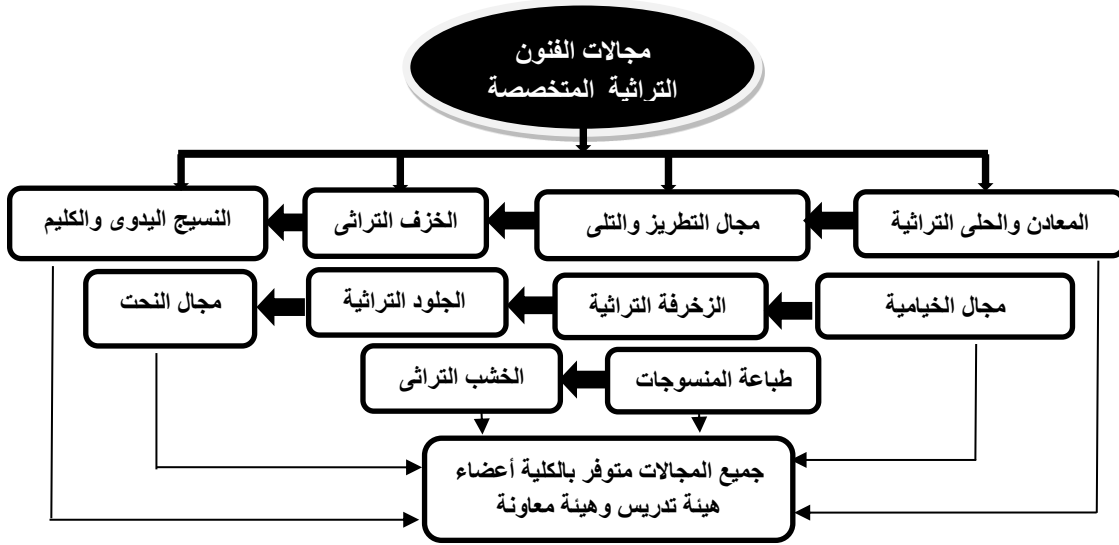 مجالات الفنون
التراثية المتخصصة
المعادن والحلى التراثية
مجال التطريز والتلى
الخزف التراثى
النسيج اليدوى والكليم
مجال الخيامية
الزخرفة التراثية
الجلود التراثية
مجال النحت
طباعة المنسوجات
الخشب التراثى
جميع المجالات متوفر بالكلية أعضاء
هيئة تدريس وهيئة معاونة